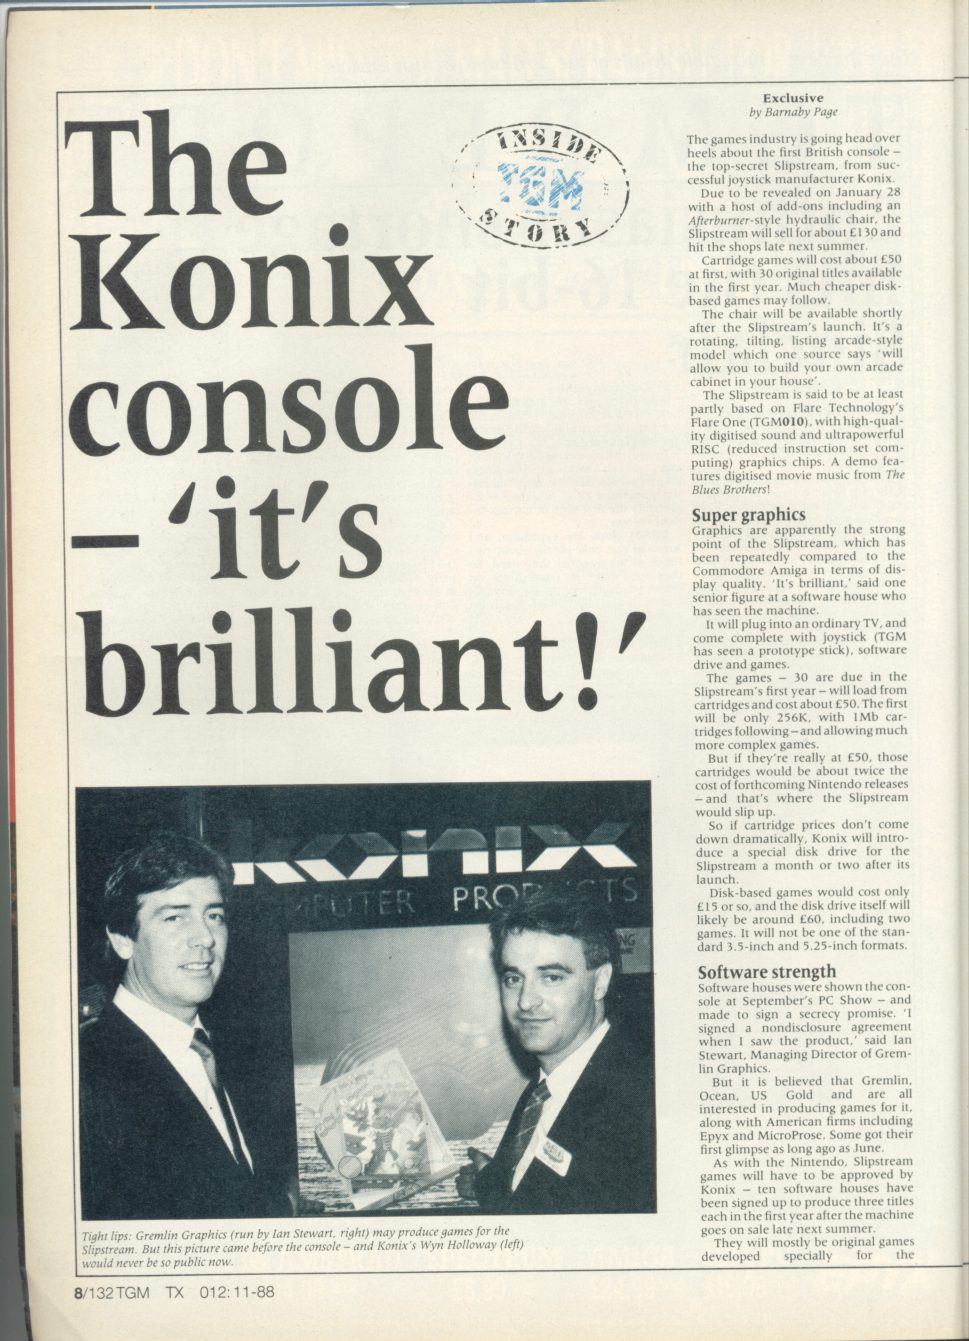 The
Konix
console
– ‘it’s
brilliant!’
INSIDE
TGM
STORY
Exclusive
by Barnaby Page
The games industry is going head over
heels about the first British console –
the top-secret Slipstream, from suc-
cessful joystick manufacturer Konix.
Due to be revealed on January 28
with a host of add-ons including an
Afterburner-style hydraulic chair, the
Slipstream will sell for about £130 and
hit the shops late next summer.
Cartridge games will cost about £50
at first, with 30 original titles available
in the first year. Much cheaper disk-
based games may follow.
The chair will be available shortly
after the Slipstream's launch. It's a
rotating, tilting, listing arcade-style
model which one source says ‘will
allow you to build your own arcade
cabinet in your house’.
The Slipstream is said to be at least
partly based on Flare Technology's
Flare One (TGM010), with high-qual-
ity digitised sound and ultrapowerful
RISC (reduced instruction set com-
puting) graphics chips. A demo fea-
tures digitised movie music from The
Blues Brothers!
Super graphics
Graphics are apparently the strong
point of the Slipstream, which has
been repeatedly compared to the
Commodore Amiga in terms of dis-
play quality. ‘It's brilliant,’ said one
senior figure at a software house who
has seen the machine.
It will plug into an ordinary TV, and
come complete with joystick (TGM
has seen a prototype stick), software
drive and games.
The games – 30 are due in the
Slipstream's first year – will load from
cartridges and cost about £50. The first
will be only 256K, with 1Mb car-
tridges following – and allowing much
more complex games.
But if they're really at £50, those
cartridges would be about twice the
cost of forthcoming Nintendo releases
– and that's where the Slipstream
would slip up.
So if cartridge prices don't come
down dramatically, Konix will intro-
duce a special disk drive for the
Slipstream a month or two after its
launch.
Disk-based games would cost only
£15 or so, and the disk drive itself will
likely be around £60, including two
games. It will not be one of the stan-
dard 3.5-inch and 5.25-inch formats.
Software strength
Software houses were shown the con-
sole at September's PC Show – and
made to sign a secrecy promise. ‘I
signed a nondisclosure agreement
when I saw the product,’ said Ian
Stewart, Managing Director of Grem-
lin Graphics.
But it is believed that Gremlin,
Ocean, US Gold and are all
interested in producing games for it,
along with American firms including
Epyx and MicroProse. Some got their
first glimpse as long ago as June.
As with the Nintendo, Slipstream
games will have to be approved by
Konix – ten software houses have
been signed up to produce three titles
each in the first year after the machine
goes on sale late next summer.
They will mostly be original games
developed specially for the
KONIX
Tight lips: Gremlin Graphics (run by Ian Stewart, right) may produce games for the
Slipstream. But this picture came before the console – and Konix's Wyn Holloway (left)
would never be so public now.
8/132 TGM TX 012:11-88